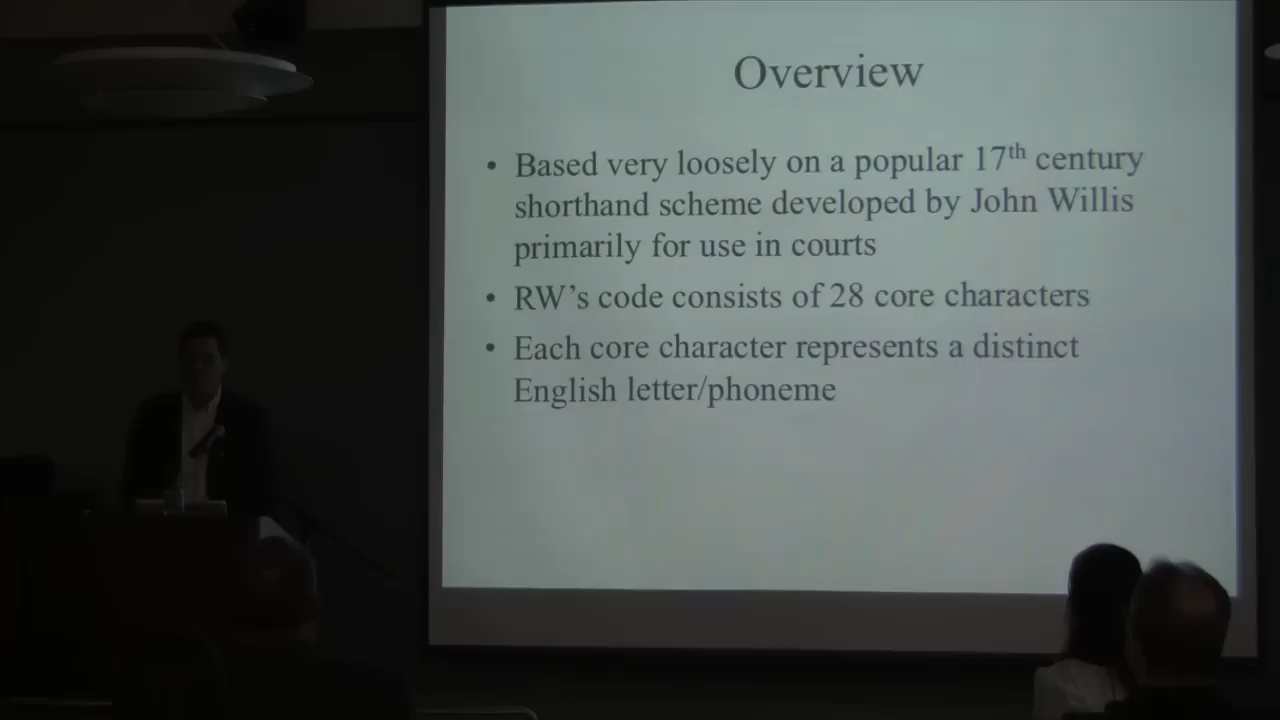 Overview
• Based very loosely on a popular 17th century
shorthand scheme developed by John Willis
primarily for use in courts
• RW's code consists of 28 core characters
• Each core character represents a distinct
English letter/phoneme